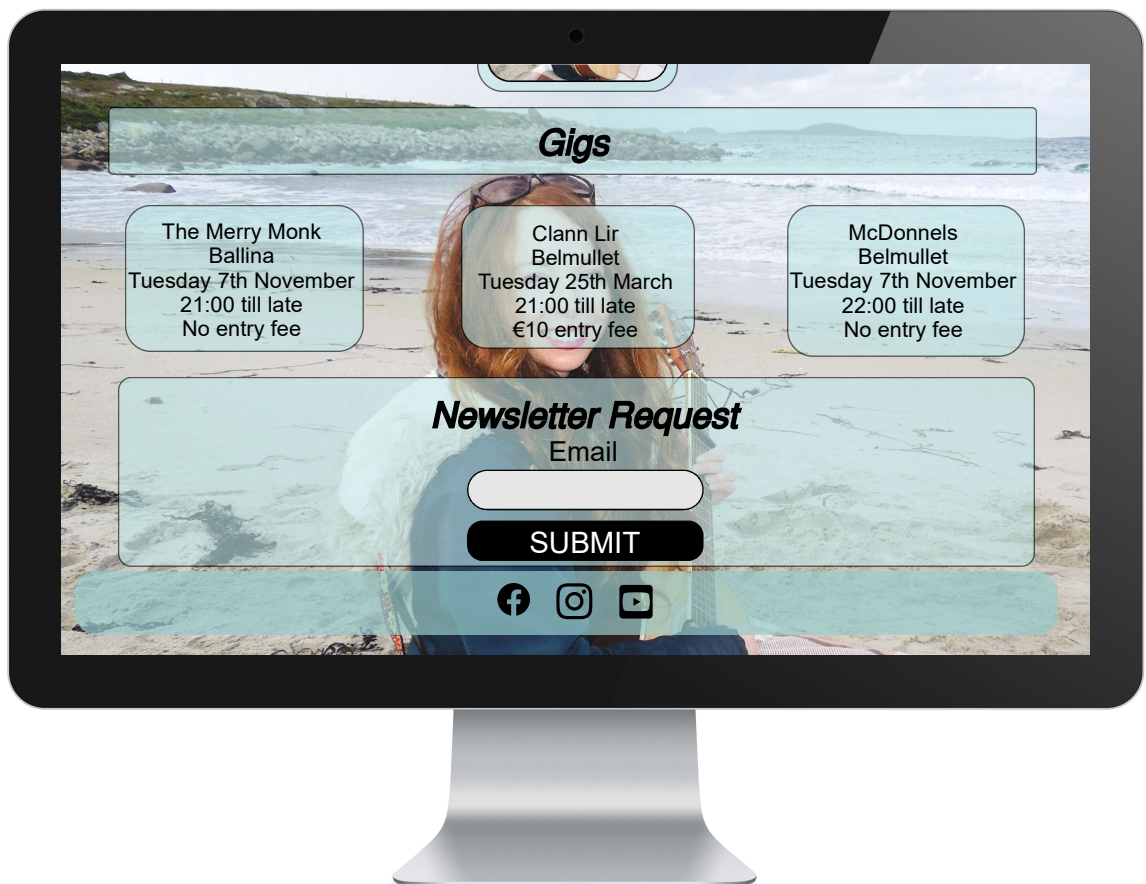 Gigs
The Merry Monk
Ballina
Tuesday 7th November
21:00 till late
No entry fee
Clann Lir
Belmullet
Tuesday 25th March
21:00 till late
€10 entry fee
McDonnels
Belmullet
Tuesday 7th November
22:00 till late
No entry fee
Newsletter Request
Email
SUBMIT